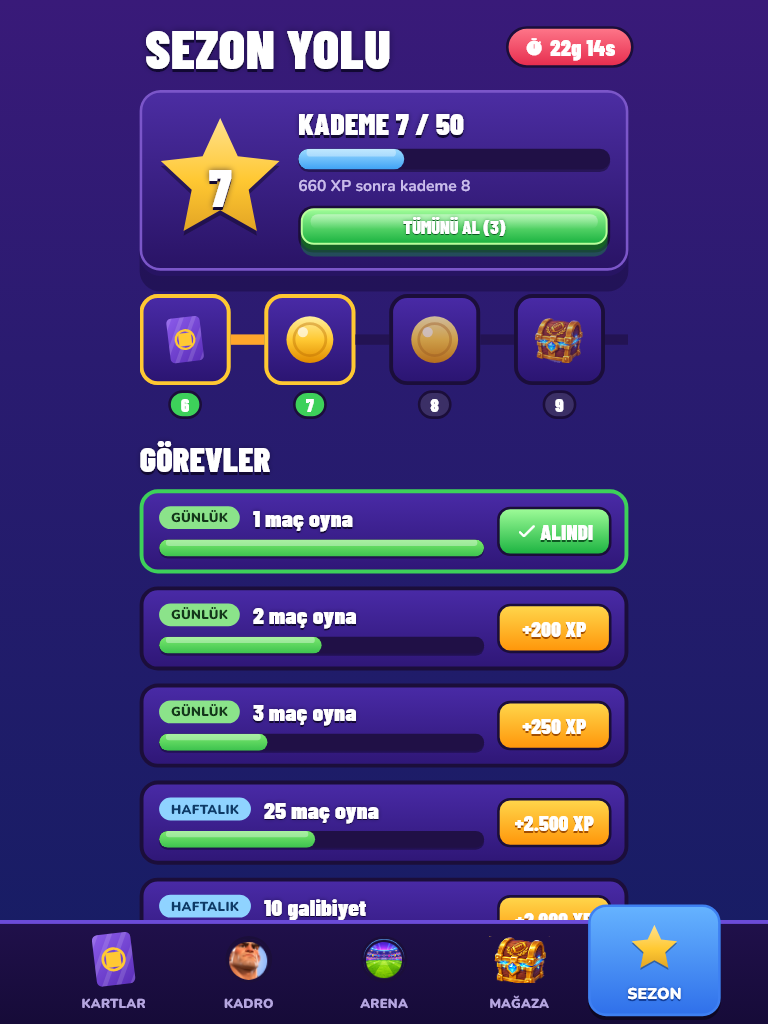 SEZON YOLU
22g 14s
KADEME 7 / 50
7
660 XP sonra kademe 8
TÜMÜNÜ AL (3)
6
7
8
9
GÖREVLER
GÜNLÜK 1 maç oyna
ALINDI
GÜNLÜK 2 maç oyna
+200 XP
GÜNLÜK 3 maç oyna
+250 XP
HAFTALIK 25 maç oyna
+2.500 XP
HAFTALIK 10 galibiyet
KARTLAR
KADRO
ARENA
MAĞAZA
SEZON